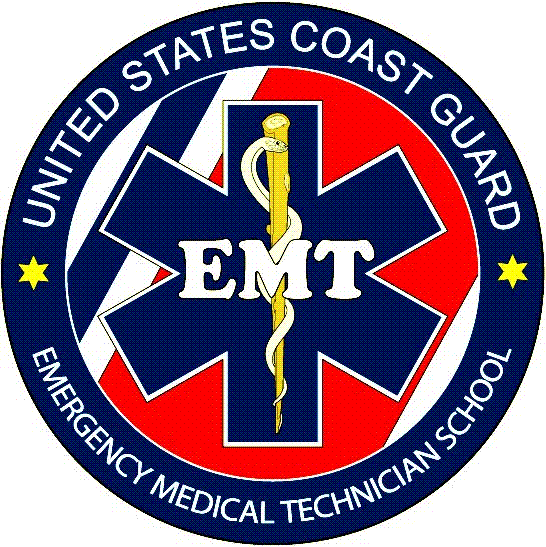 UNITED STATES COAST GUARD
EMT
EMERGENCY MEDICAL TECHNICIAN SCHOOL